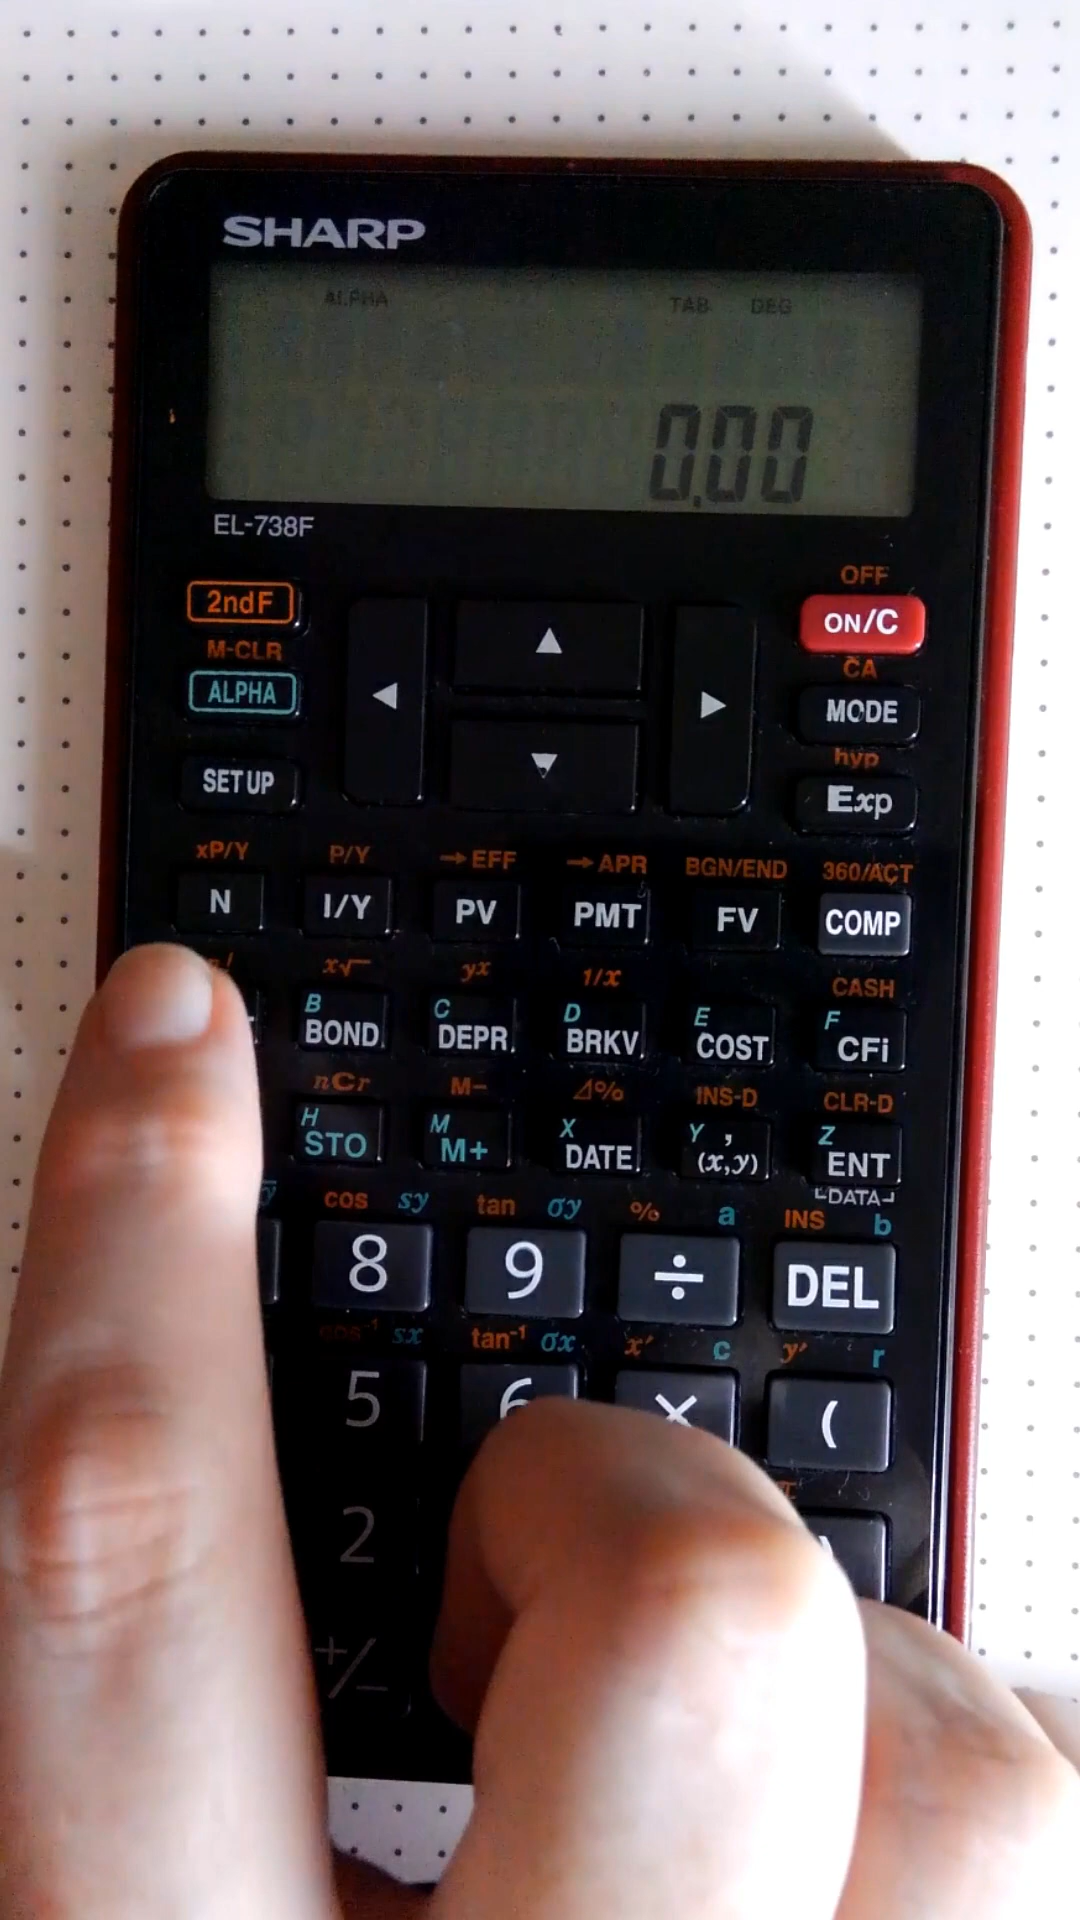 SHARP
ALPHA TAB DEG
0.00
EL-738F
OFF
2ndF ON/C
M-CLR CA
ALPHA MODE
hyp
SET UP Exp
xP/Y P/Y →EFF →APR BGN/END 360/ACT
N I/Y PV PMT FV COMP
n! x√ yx 1/x CASH
B C D E F
BOND DEPR BRKV COST CFi
nCr M- ⊿% INS-D CLR-D
H M X Y , Z
STO M+ DATE (x,y) ENT
DATA
cos sy tan σy % a INS b
8 9 ÷ DEL
cos⁻¹ sx tan⁻¹ σx x′ c y′ r
5 6 × (
π
2
+/−